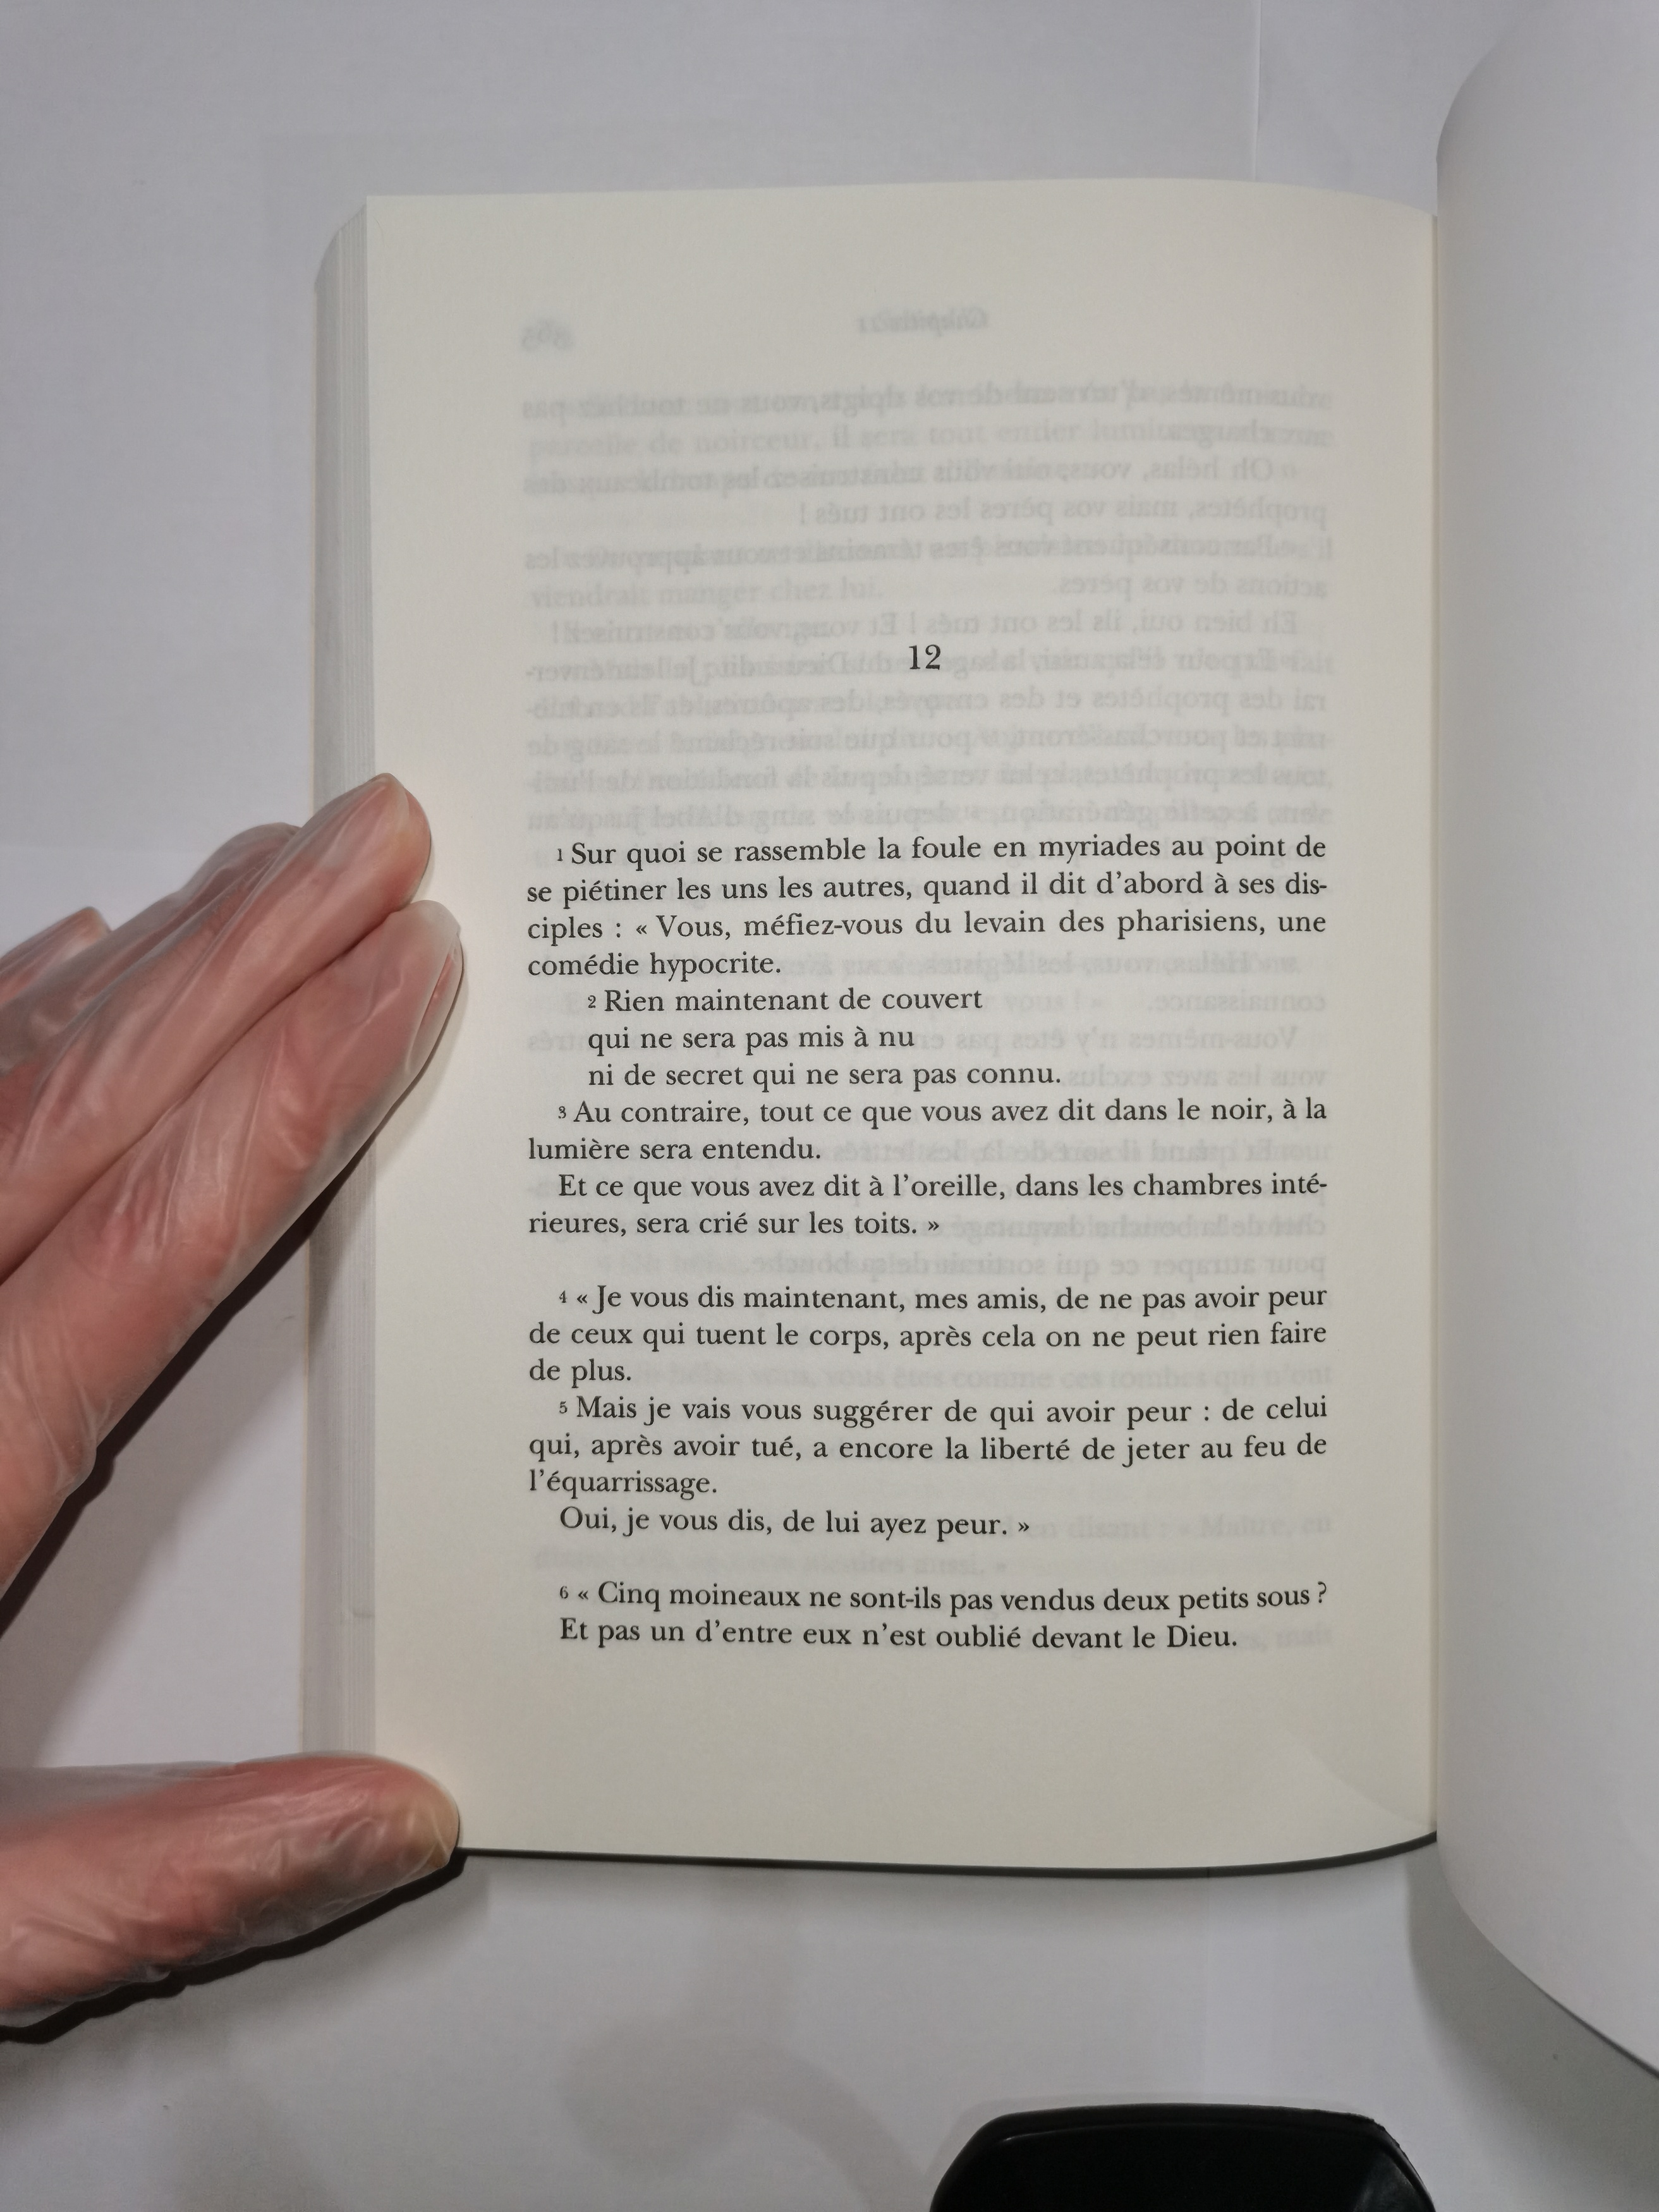 12
1 Sur quoi se rassemble la foule en myriades au point de
se piétiner les uns les autres, quand il dit d'abord à ses dis-
ciples : « Vous, méfiez-vous du levain des pharisiens, une
comédie hypocrite.
2 Rien maintenant de couvert
qui ne sera pas mis à nu
ni de secret qui ne sera pas connu.
3 Au contraire, tout ce que vous avez dit dans le noir, à la
lumière sera entendu.
Et ce que vous avez dit à l'oreille, dans les chambres inté-
rieures, sera crié sur les toits. »
4 « Je vous dis maintenant, mes amis, de ne pas avoir peur
de ceux qui tuent le corps, après cela on ne peut rien faire
de plus.
5 Mais je vais vous suggérer de qui avoir peur : de celui
qui, après avoir tué, a encore la liberté de jeter au feu de
l'équarrissage.
Oui, je vous dis, de lui ayez peur. »
6 « Cinq moineaux ne sont-ils pas vendus deux petits sous ?
Et pas un d'entre eux n'est oublié devant le Dieu.